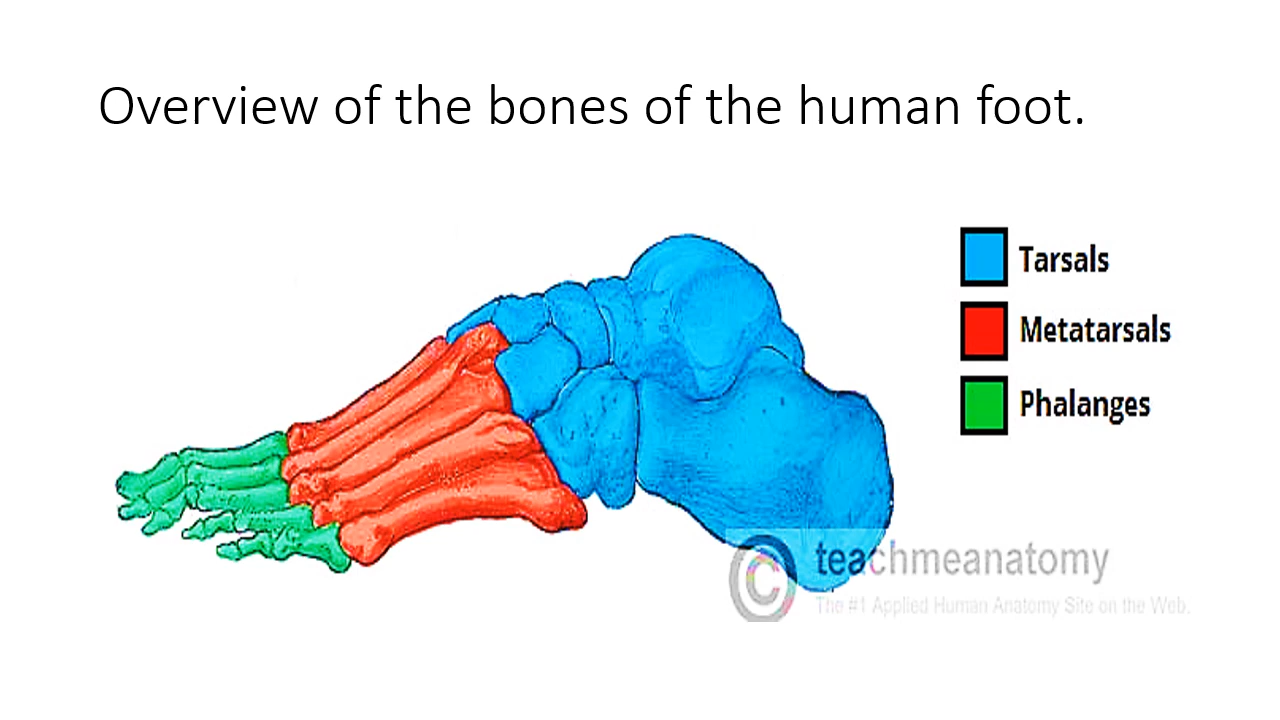 Overview of the bones of the human foot.
Tarsals
Metatarsals
Phalanges
© teachmeanatomy
The #1 Applied Human Anatomy Site on the Web.